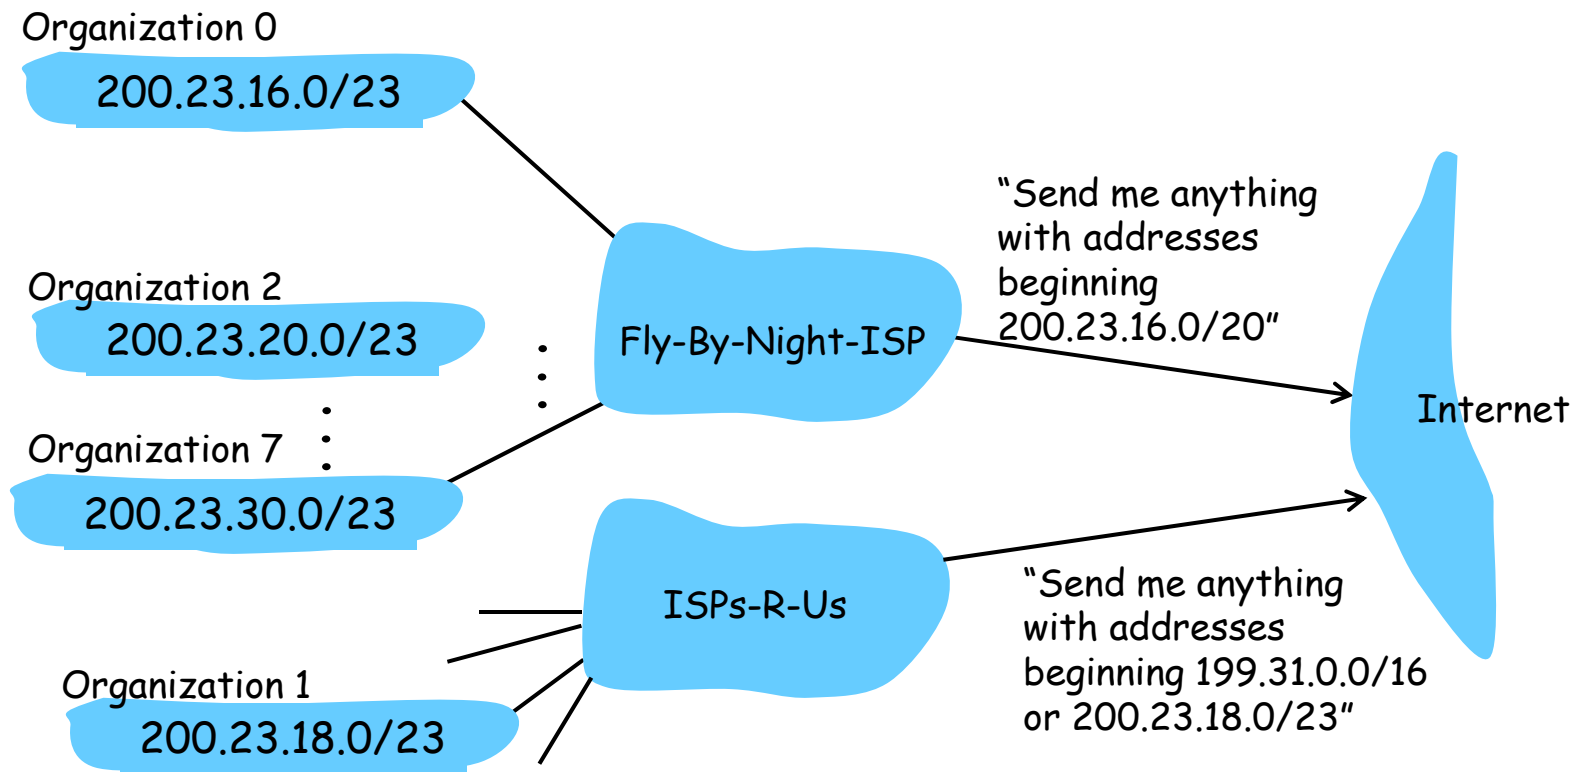 Organization 0
200.23.16.0/23
Organization 2
200.23.20.0/23
Organization 7
200.23.30.0/23
Organization 1
200.23.18.0/23
Fly-By-Night-ISP
ISPs-R-Us
“Send me anything
with addresses
beginning
200.23.16.0/20”
“Send me anything
with addresses
beginning 199.31.0.0/16
or 200.23.18.0/23”
Internet